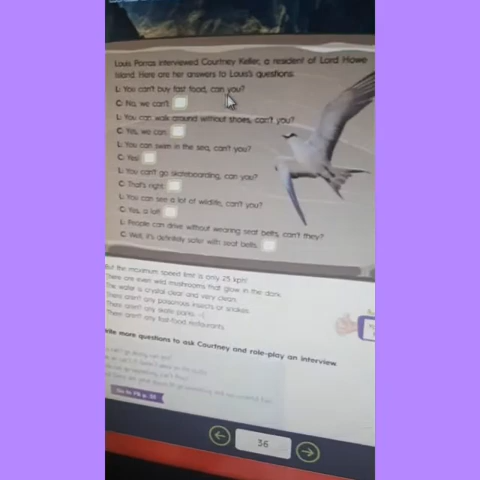 Louis Porras interviewed Courtney Keller, a resident of Lord Howe
Island. Here are her answers to Louis's questions.
L: You can't buy fast food, can you?
C: No, we can't.
L: You can walk around without shoes, can't you?
C: Yes, we can.
L: You can swim in the sea, can't you?
C: Yes!
L: You can't go skateboarding, can you?
C: That's right.
L: You can see a lot of wildlife, can't you?
C: Yes, a lot!
L: People can drive without wearing seat belts, can't they?
C: Well, it's definitely safer with seat belts.
But the maximum speed limit is only 25 kph!
There are even wild mushrooms that glow in the dark.
The water is crystal clear and very clean.
There aren't any poisonous insects or snakes.
There aren't any skate parks.
There aren't any fast-food restaurants.
more questions to ask Courtney and role-play an interview.
Go to PB p. 30
36